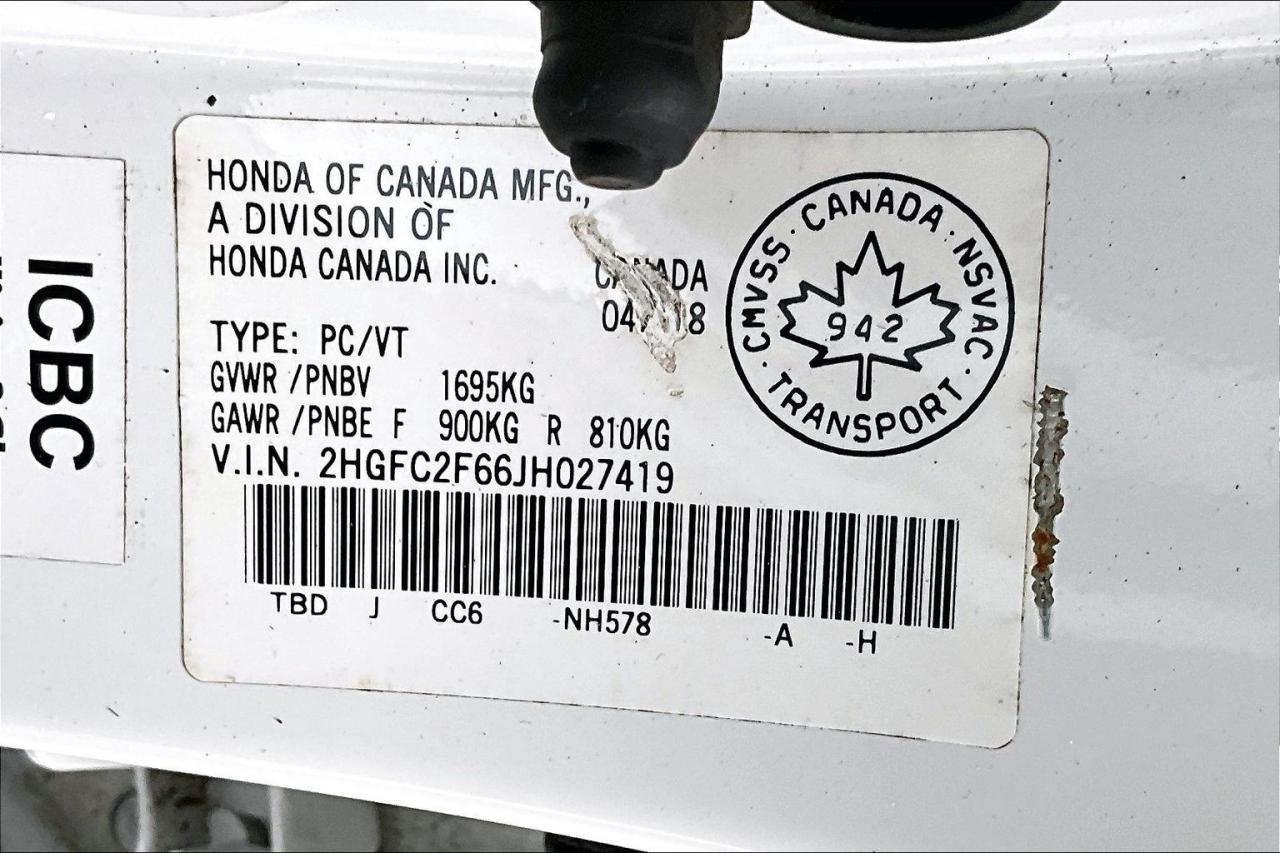 HONDA OF CANADA MFG.,
A DIVISION OF
HONDA CANADA INC.
CANADA
TYPE: PC/VT
GVWR /PNBV 1695KG
GAWR /PNBE F 900KG R 810KG
V.I.N. 2HGFC2F66JH027419
TBD J CC6 -NH578 -A -H
CMVSS · CANADA · NSVAC · TRANSPORT ·
942
ICBC